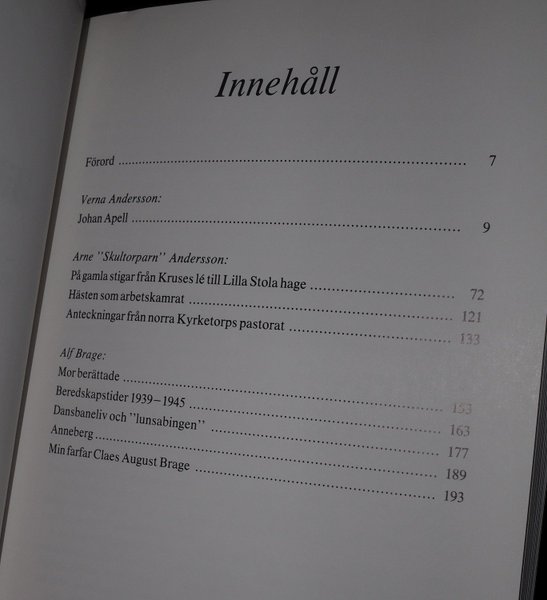 Innehåll
Förord 7
Verna Andersson:
Johan Apell 9
Arne "Skultorparn" Andersson:
På gamla stigar från Kruses lé till Lilla Stola hage 72
Hästen som arbetskamrat 121
Anteckningar från norra Kyrketorps pastorat 133
Alf Brage:
Mor berättade 153
Beredskapstider 1939–1945 163
Dansbaneliv och "lunsabingen" 177
Anneberg 189
Min farfar Claes August Brage 193